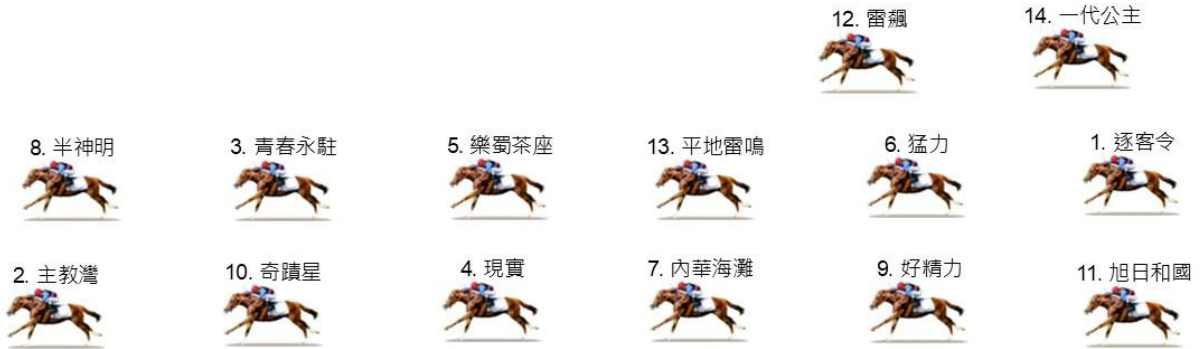 12. 雷飆
14. 一代公主
8. 半神明
3. 青春永駐
5. 樂蜀茶座
13. 平地雷鳴
6. 猛力
1. 逐客令
2. 主教灣
10. 奇蹟星
4. 現實
7. 內華海灘
9. 好精力
11. 旭日和國